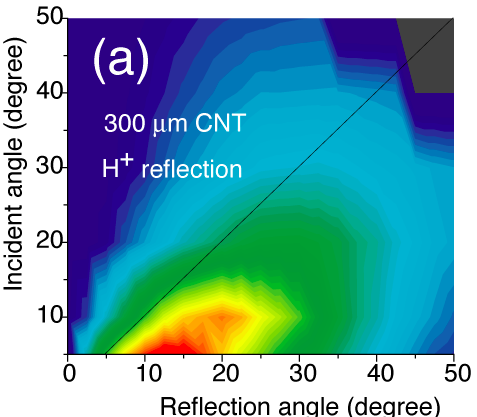 50
40
30
20
10
Incident angle (degree)
(a)
300 μm CNT
H⁺ reflection
0 10 20 30 40 50
Reflection angle (degree)